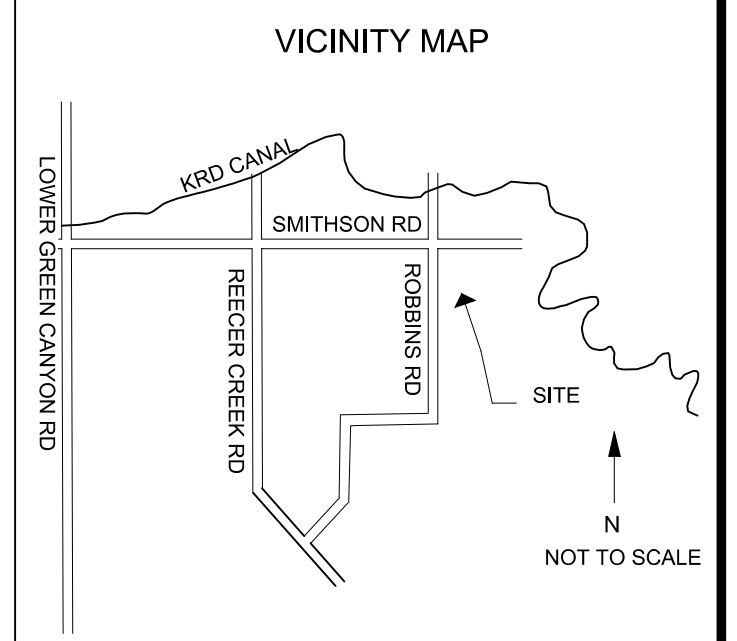 VICINITY MAP
KRD CANAL
LOWER GREEN CANYON RD
SMITHSON RD
REECER CREEK RD
ROBBINS RD
SITE
N
NOT TO SCALE